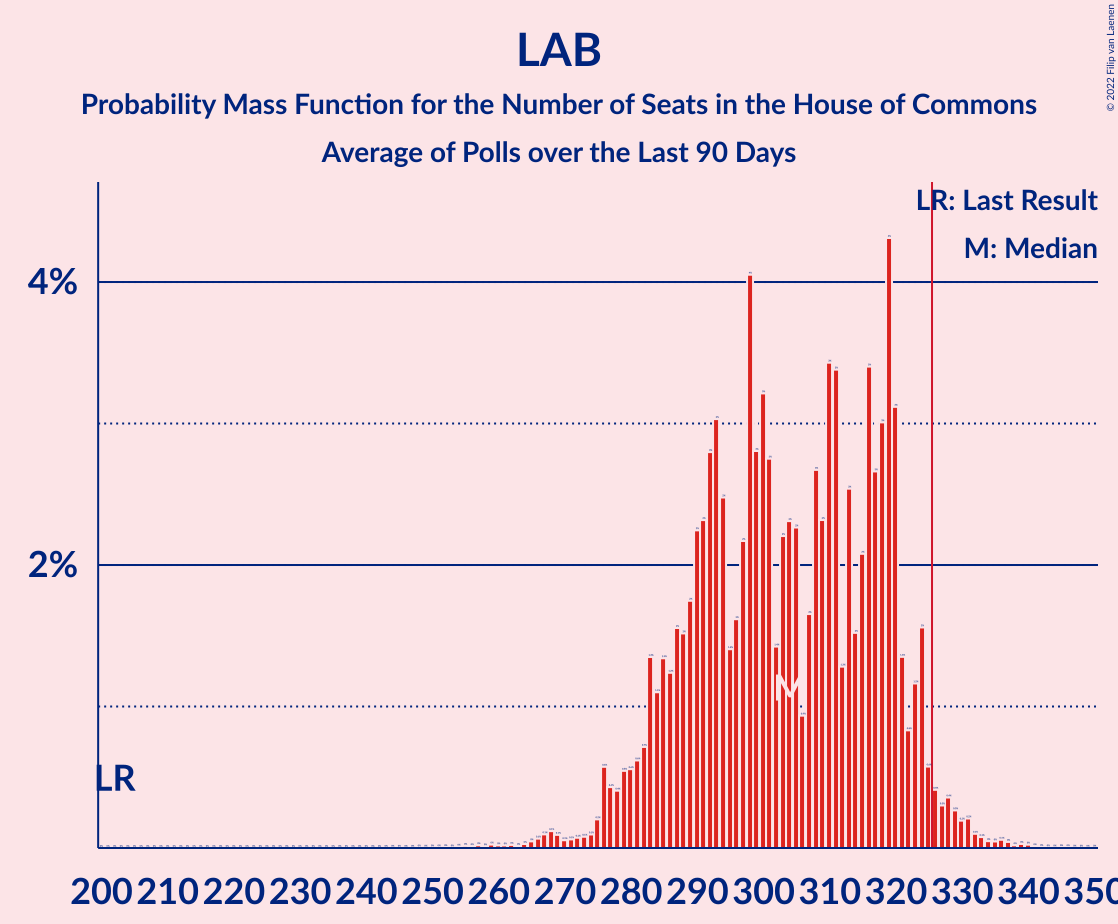 LAB
Probability Mass Function for the Number of Seats in the House of Commons
Average of Polls over the Last 90 Days
© 2022 Filip van Laenen
LR: Last Result
M: Median
4%
2%
M
LR
200 210 220 230 240 250 260 270 280 290 300 310 320 330 340 350